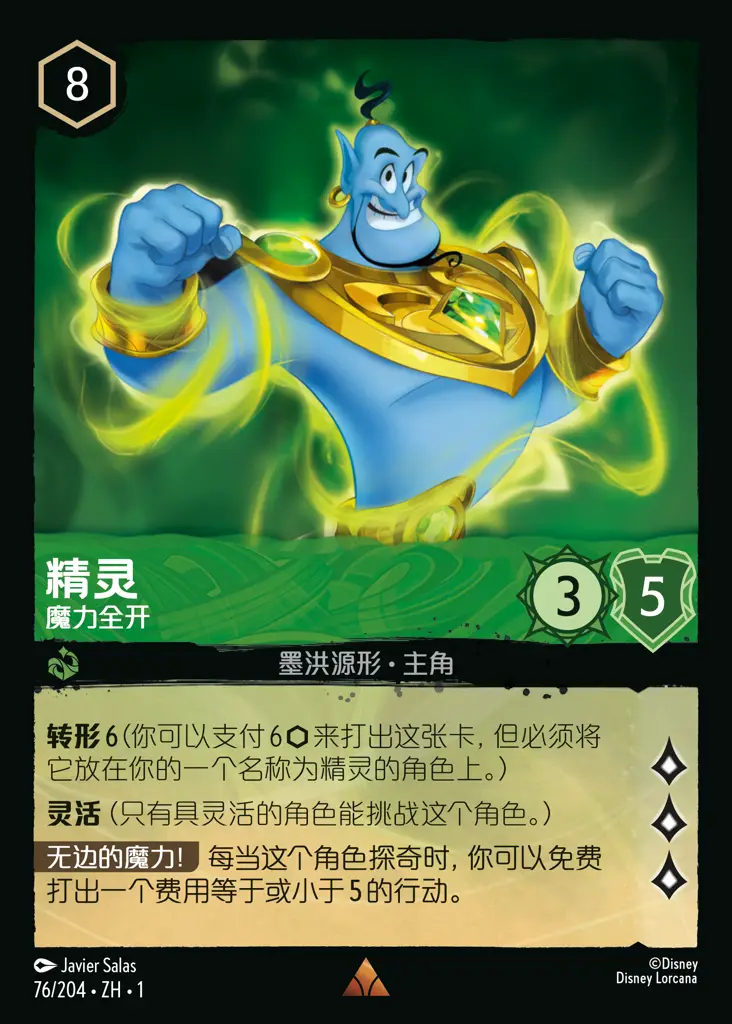 8
精灵
魔力全开
3
5
墨洪源形 • 主角
转形 6 (你可以支付 6⬡ 来打出这张卡, 但必须将
它放在你的一个名称为精灵的角色上。)
灵活 (只有具灵活的角色能挑战这个角色。)
无边的魔力! 每当这个角色探奇时, 你可以免费
打出一个费用等于或小于 5 的行动。
Javier Salas
76/204 • ZH • 1
©Disney
Disney Lorcana